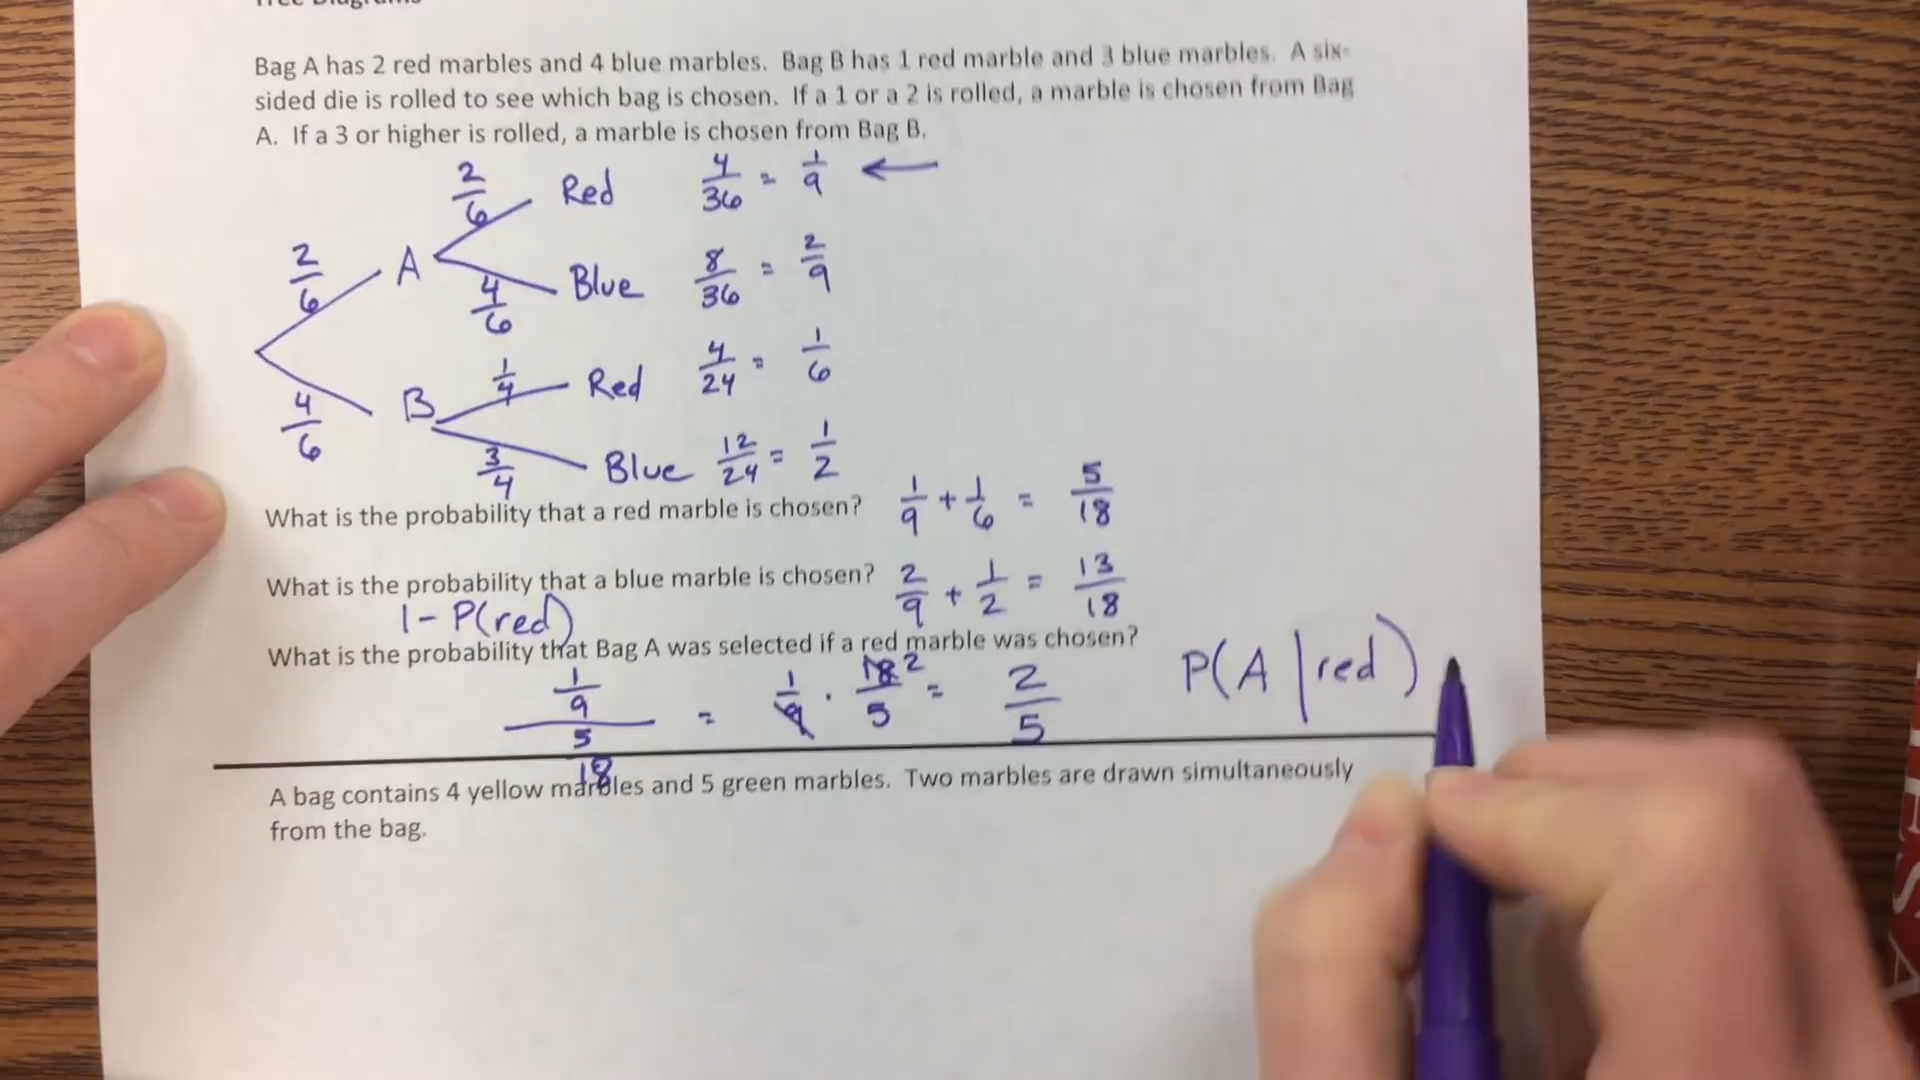 Tree Diagrams
Bag A has 2 red marbles and 4 blue marbles. Bag B has 1 red marble and 3 blue marbles. A six-
sided die is rolled to see which bag is chosen. If a 1 or a 2 is rolled, a marble is chosen from Bag
A. If a 3 or higher is rolled, a marble is chosen from Bag B.
2/6 Red 4/36 = 1/9 ←
2/6 A
4/6 Blue 8/36 = 2/9
1/4 Red 4/24 = 1/6
4/6 B
3/4 Blue 12/24 = 1/2
What is the probability that a red marble is chosen? 1/9 + 1/6 = 5/18
What is the probability that a blue marble is chosen? 2/9 + 1/2 = 13/18
1 - P(red)
What is the probability that Bag A was selected if a red marble was chosen?
1/9 / 5/18 = 1/9 · 18/5 2 = 2/5 P(A | red)
A bag contains 4 yellow marbles and 5 green marbles. Two marbles are drawn simultaneously
from the bag.